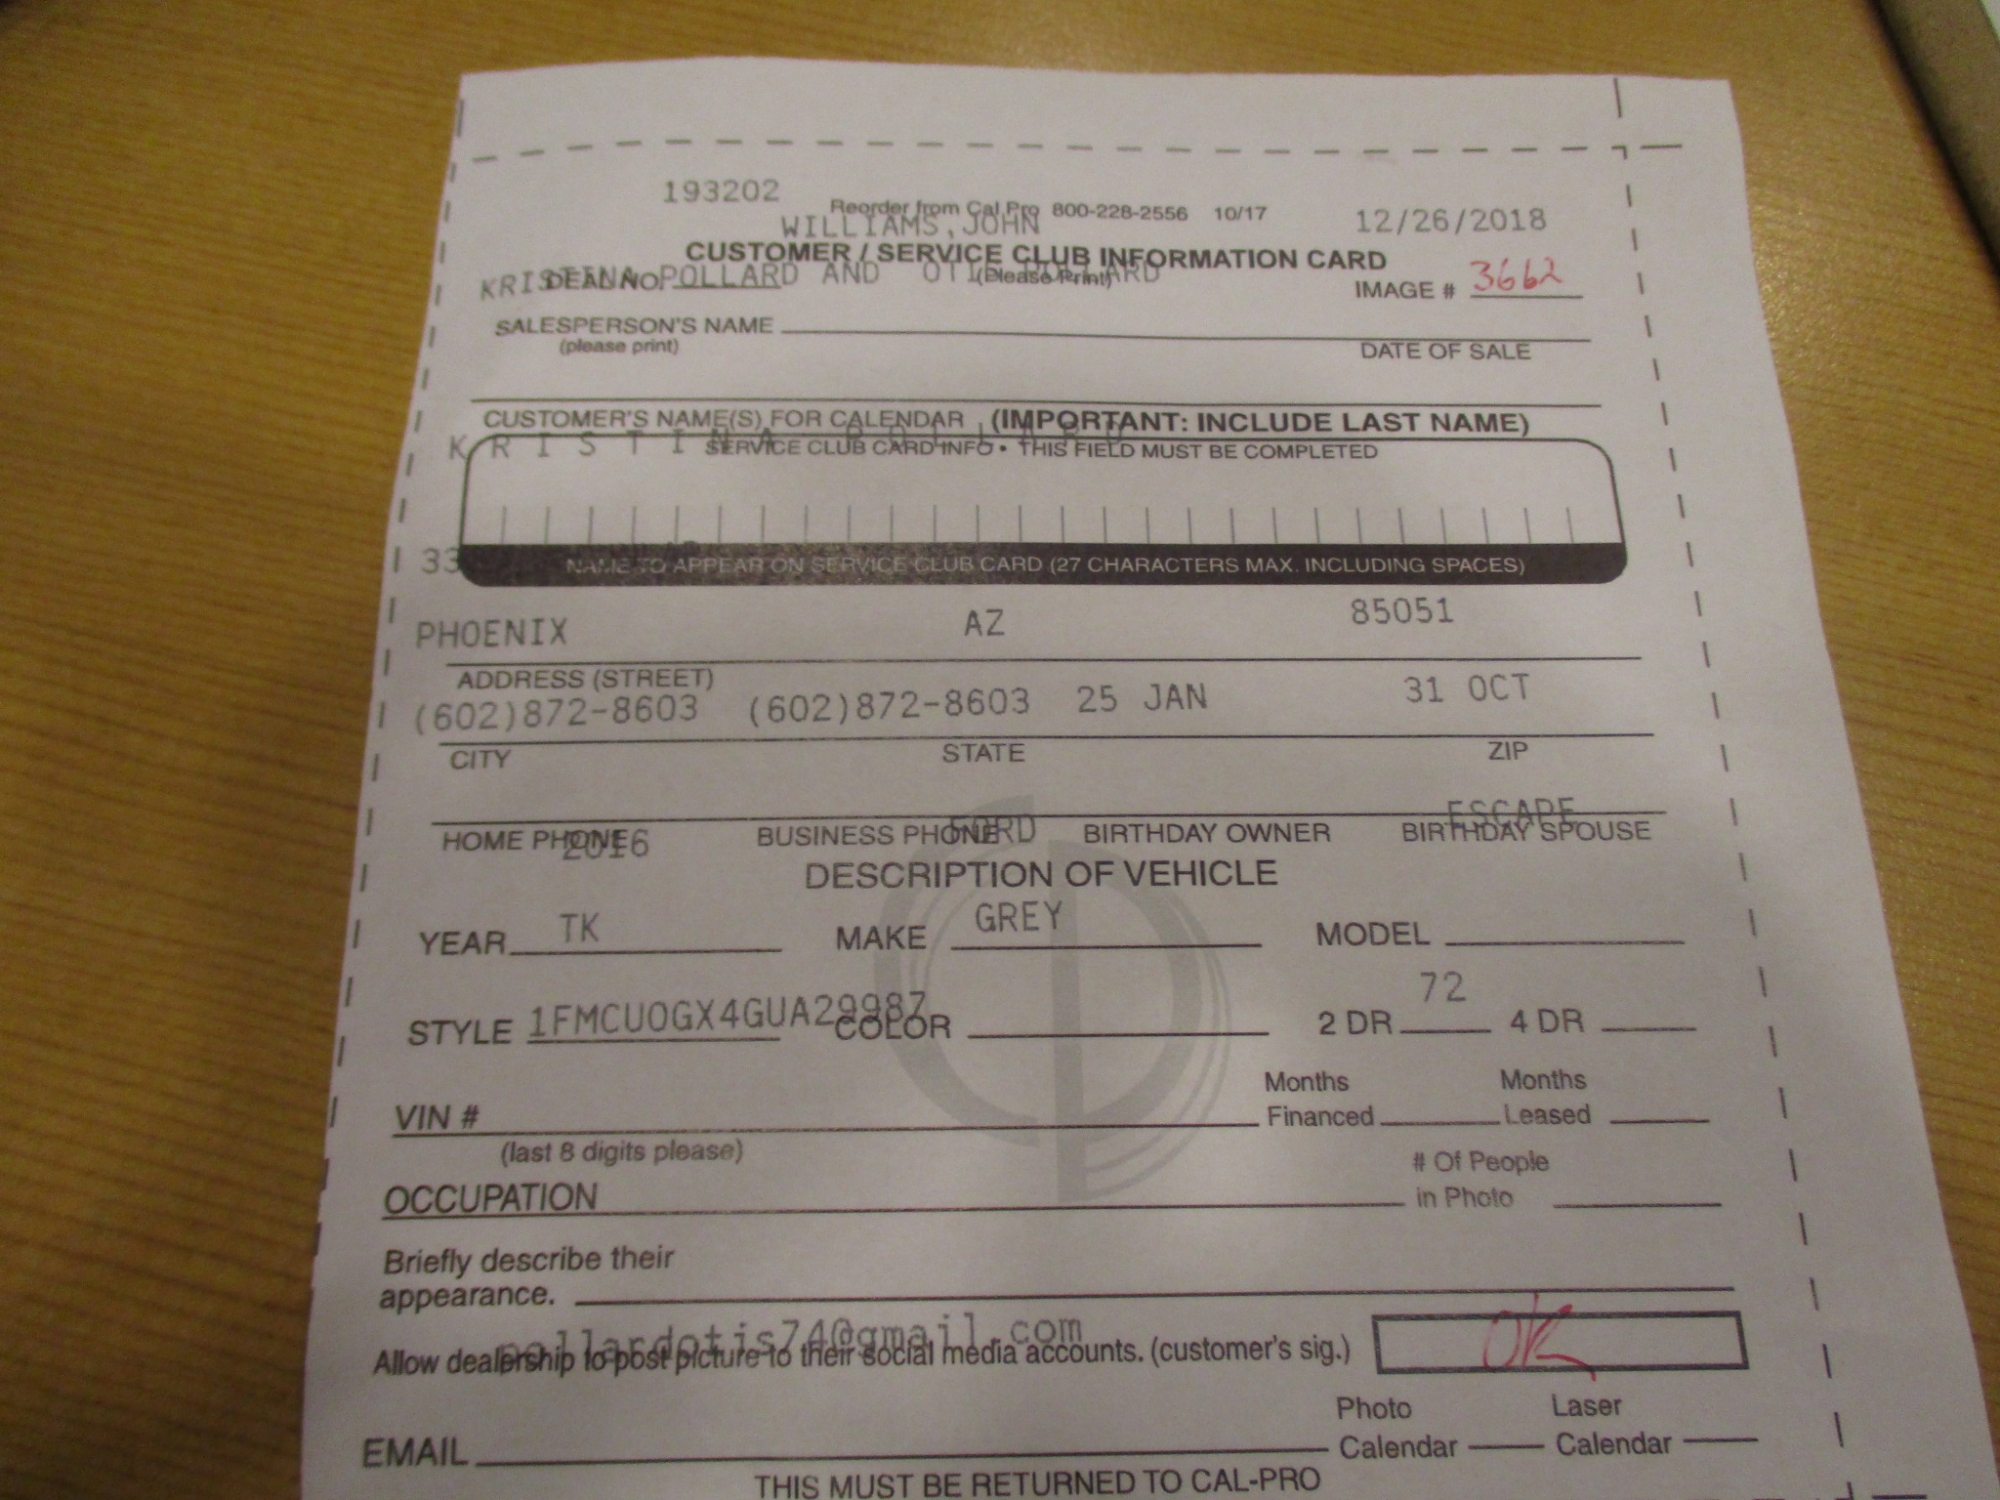 193202
Reorder from Cal Pro 800-228-2556 10/17
WILLIAMS,JOHN 12/26/2018
CUSTOMER / SERVICE CLUB INFORMATION CARD
KRISTINA POLLARD AND OTIS POLLARD
DEAL NO. (Please Print)
IMAGE # 3662
SALESPERSON'S NAME
(please print) DATE OF SALE
CUSTOMER'S NAME(S) FOR CALENDAR (IMPORTANT: INCLUDE LAST NAME)
KRISTINA POLLARD
SERVICE CLUB CARD INFO • THIS FIELD MUST BE COMPLETED
33
NAME TO APPEAR ON SERVICE CLUB CARD (27 CHARACTERS MAX. INCLUDING SPACES)
PHOENIX AZ 85051
ADDRESS (STREET)
(602)872-8603 (602)872-8603 25 JAN 31 OCT
CITY STATE ZIP
2016 FORD ESCAPE
HOME PHONE BUSINESS PHONE BIRTHDAY OWNER BIRTHDAY SPOUSE
DESCRIPTION OF VEHICLE
TK GREY
YEAR MAKE MODEL
72
1FMCU0GX4GUA29987
STYLE COLOR 2 DR 4 DR
Months Months
VIN # Financed Leased
(last 8 digits please)
# Of People
OCCUPATION in Photo
Briefly describe their
appearance.
pollardotis74@gmail.com
Allow dealership to post picture to their social media accounts. (customer's sig.) OK
Photo Laser
EMAIL Calendar Calendar
THIS MUST BE RETURNED TO CAL-PRO